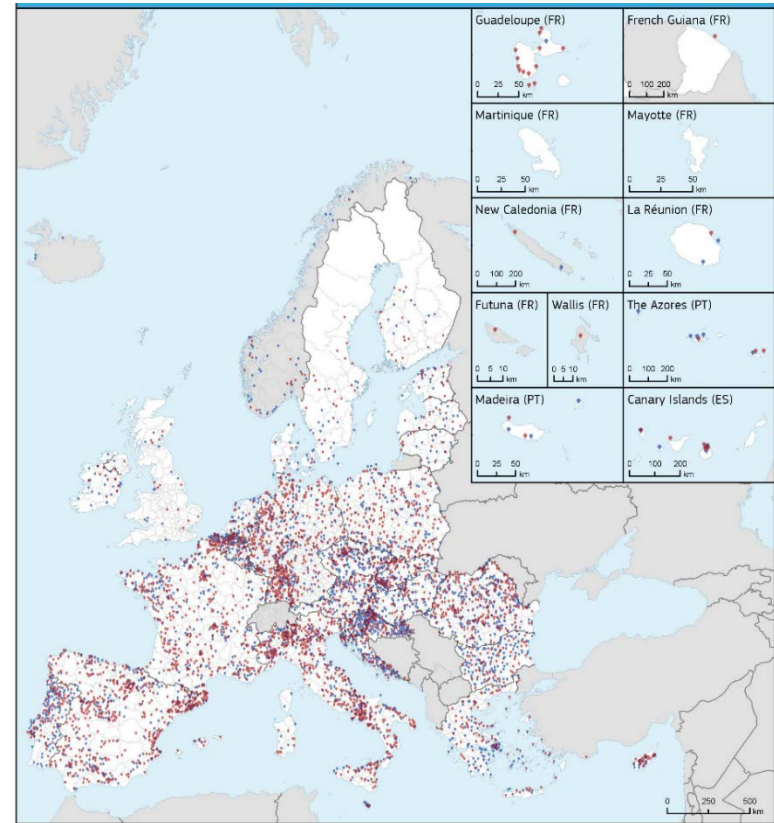 Guadeloupe (FR)
0 25 50
km
French Guiana (FR)
0 100 200
km
Martinique (FR)
0 25 50
km
Mayotte (FR)
0 25 50
km
New Caledonia (FR)
0 100 200
km
La Réunion (FR)
0 25 50
km
Futuna (FR)
0 5 10
km
Wallis (FR)
0 5 10
km
The Azores (PT)
0 100 200
km
Madeira (PT)
0 25 50
km
Canary Islands (ES)
0 100 200
km
0 250 500
km